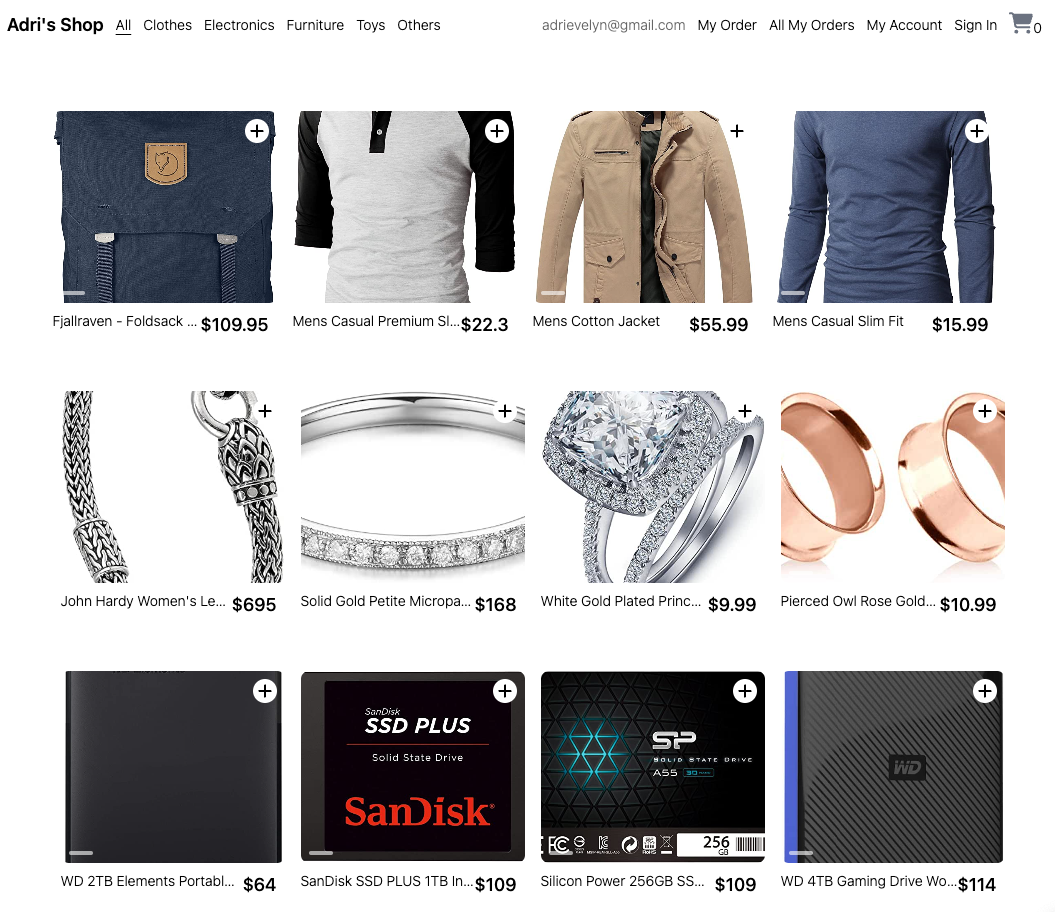 Adri's Shop All Clothes Electronics Furniture Toys Others adrievelyn@gmail.com My Order All My Orders My Account Sign In 0
Fjallraven - Foldsack ... $109.95
Mens Casual Premium Sl... $22.3
Mens Cotton Jacket $55.99
Mens Casual Slim Fit $15.99
John Hardy Women's Le... $695
Solid Gold Petite Micropa... $168
White Gold Plated Princ... $9.99
Pierced Owl Rose Gold... $10.99
SanDisk
SSD PLUS
Solid State Drive
SanDisk®
SP
SOLID STATE DRIVE
A55
256
GB
WD
WD 2TB Elements Portabl... $64
SanDisk SSD PLUS 1TB In... $109
Silicon Power 256GB SS... $109
WD 4TB Gaming Drive Wo... $114